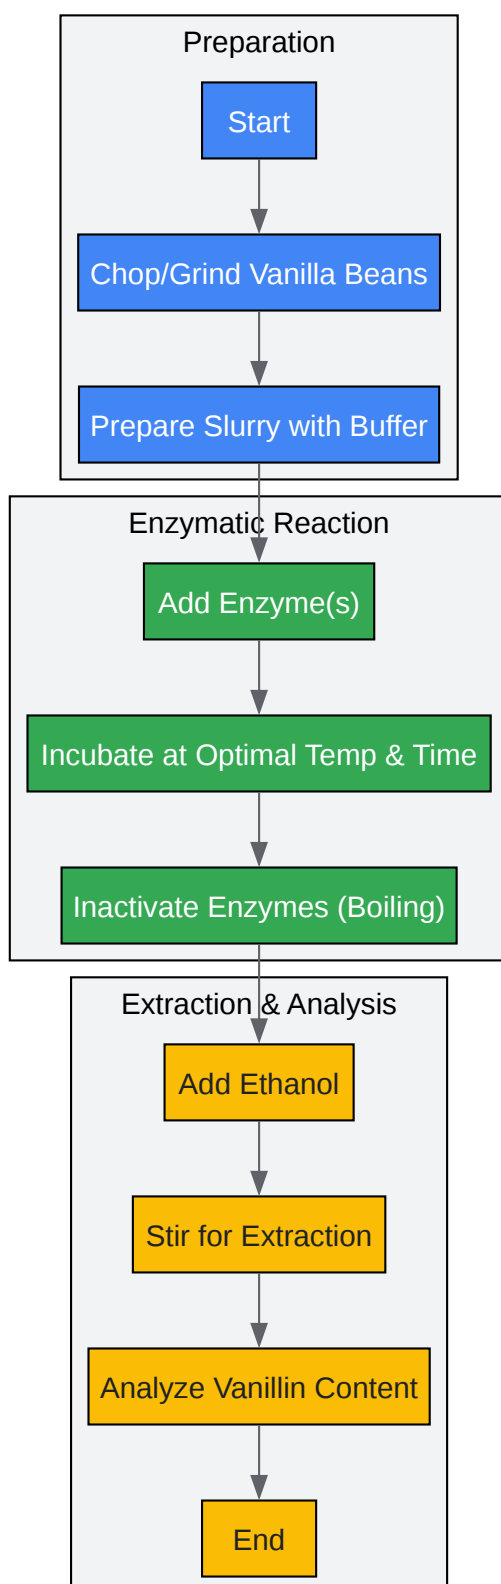 Preparation
Start
Chop/Grind Vanilla Beans
Prepare Slurry with Buffer
Enzymatic Reaction
Add Enzyme(s)
Incubate at Optimal Temp & Time
Inactivate Enzymes (Boiling)
Extraction & Analysis
Add Ethanol
Stir for Extraction
Analyze Vanillin Content
End